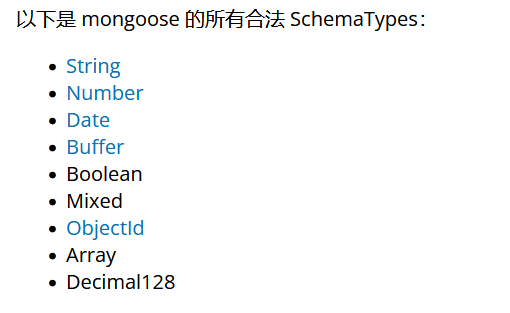 以下是 mongoose 的所有合法 SchemaTypes：
• String
• Number
• Date
• Buffer
• Boolean
• Mixed
• ObjectId
• Array
• Decimal128